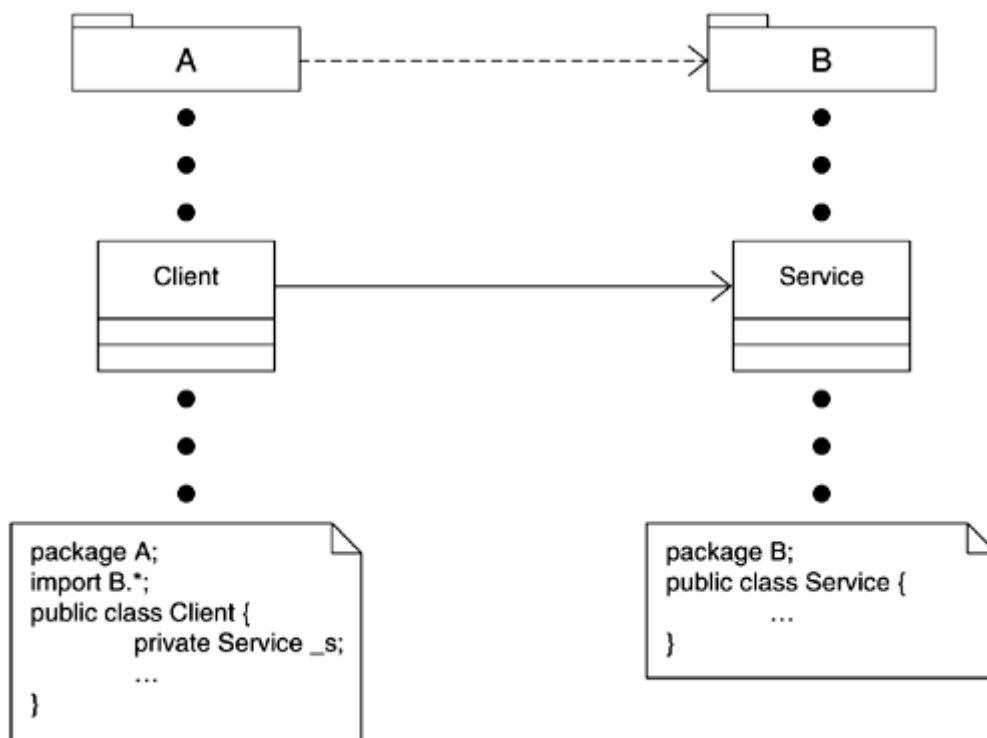 A
B
Client
Service
package A;
import B.*;
public class Client {
private Service _s;
...
}
package B;
public class Service {
...
}